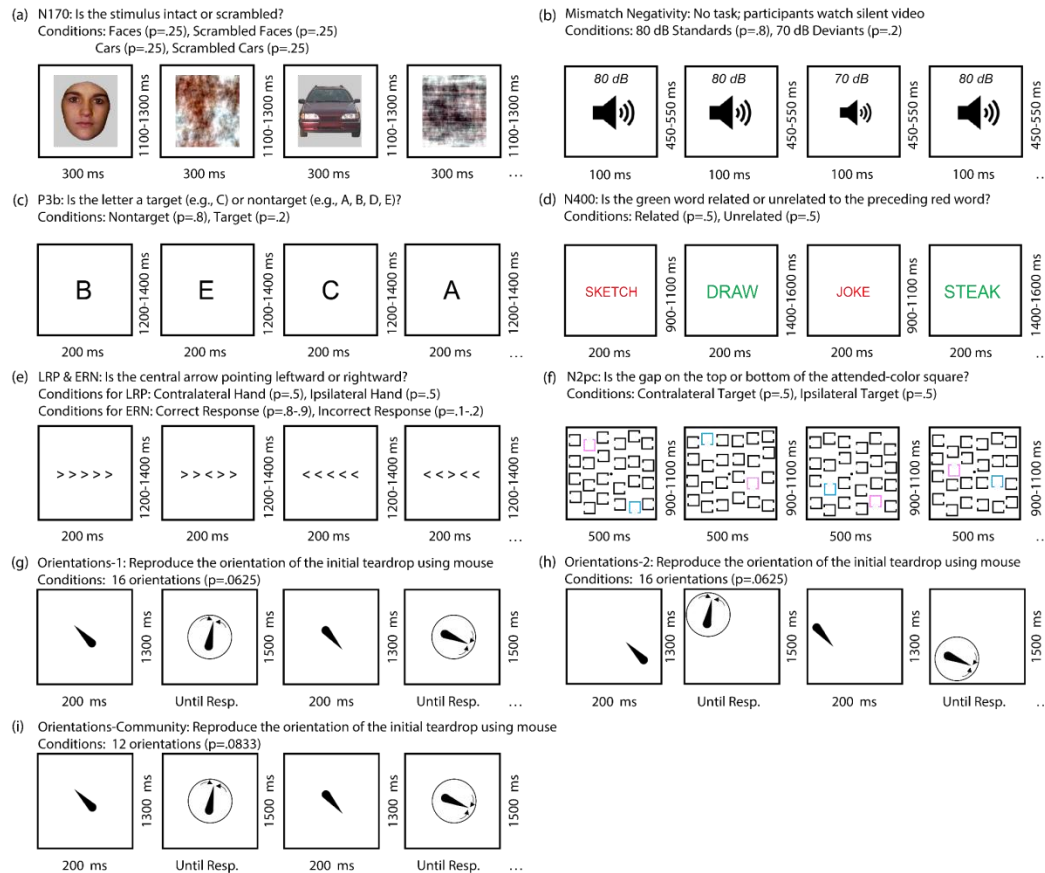 (a) N170: Is the stimulus intact or scrambled?
Conditions: Faces (p=.25), Scrambled Faces (p=.25)
Cars (p=.25), Scrambled Cars (p=.25)
1100-1300 ms
1100-1300 ms
1100-1300 ms
1100-1300 ms
300 ms 300 ms 300 ms 300 ms ...
(b) Mismatch Negativity: No task; participants watch silent video
Conditions: 80 dB Standards (p=.8), 70 dB Deviants (p=.2)
80 dB 80 dB 70 dB 80 dB
450-5550 ms
450-5550 ms
450-5550 ms
450-5550 ms
100 ms 100 ms 100 ms 100 ms ..
(c) P3b: Is the letter a target (e.g., C) or nontarget (e.g., A, B, D, E)?
Conditions: Nontarget (p=.8), Target (p=.2)
B E C A
1200-1400 ms
1200-1400 ms
1200-1400 ms
1200-1400 ms
200 ms 200 ms 200 ms 200 ms ...
(d) N400: Is the green word related or unrelated to the preceding red word?
Conditions: Related (p=.5), Unrelated (p=.5)
SKETCH DRAW JOKE STEAK
900-1100 ms
1400-1600 ms
900-1100 ms
1400-1600 ms
200 ms 200 ms 200 ms 200 ms ..
(e) LRP & ERN: Is the central arrow pointing leftward or rightward?
Conditions for LRP: Contralateral Hand (p=.5), Ipsilateral Hand (p=.5)
Conditions for ERN: Correct Response (p=.8-.9), Incorrect Response (p=.1-.2)
> > > > > > > < > > < < < < < < < > < <
1200-1400 ms
1200-1400 ms
1200-1400 ms
1200-1400 ms
200 ms 200 ms 200 ms 200 ms ...
(f) N2pc: Is the gap on the top or bottom of the attended-color square?
Conditions: Contralateral Target (p=.5), Ipsilateral Target (p=.5)
900-1100 ms
900-1100 ms
900-1100 ms
900-1100 ms
500 ms 500 ms 500 ms 500 ms ..
(g) Orientations-1: Reproduce the orientation of the initial teardrop using mouse
Conditions: 16 orientations (p=.0625)
1300 ms
1500 ms
1300 ms
1500 ms
200 ms Until Resp. 200 ms Until Resp. ...
(h) Orientations-2: Reproduce the orientation of the initial teardrop using mouse
Conditions: 16 orientations (p=.0625)
1300 ms
1500 ms
1300 ms
1500 ms
200 ms Until Resp. 200 ms Until Resp. ..
(i) Orientations-Community: Reproduce the orientation of the initial teardrop using mouse
Conditions: 12 orientations (p=.0833)
1300 ms
1500 ms
1300 ms
1500 ms
200 ms Until Resp. 200 ms Until Resp. ...